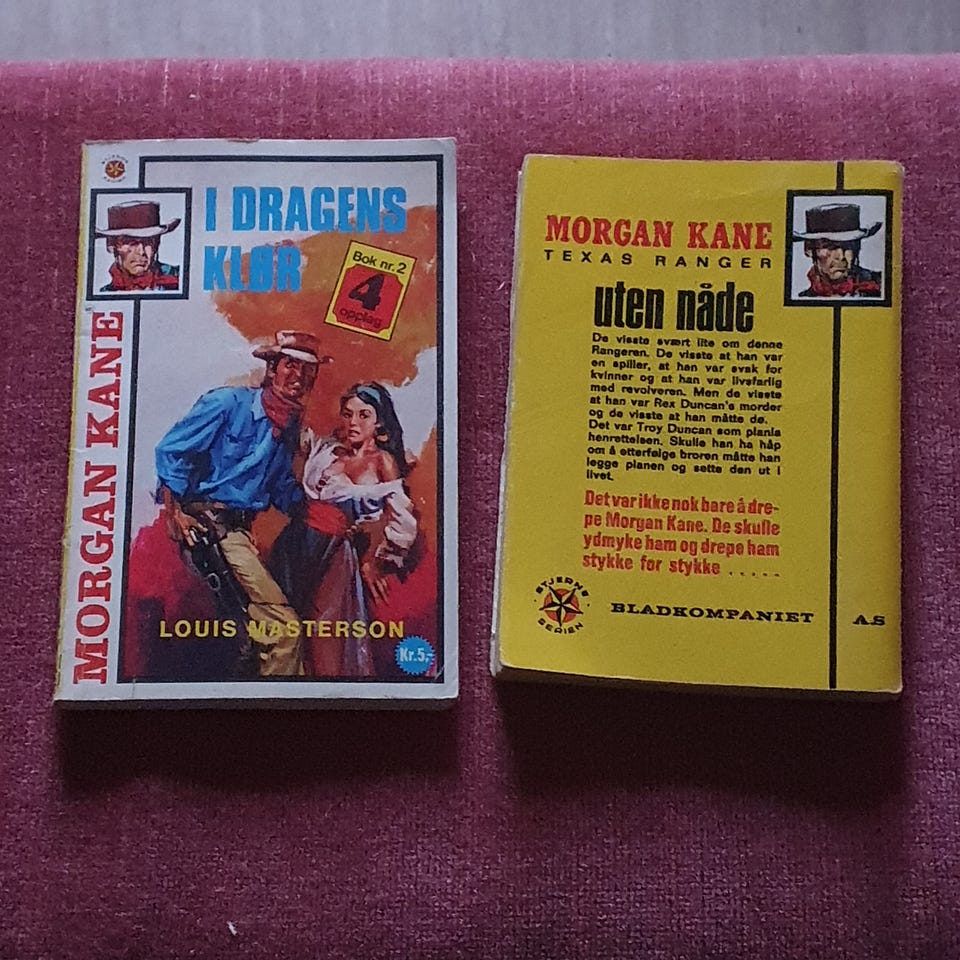 STJERNE
SERIEN
MORGAN KANE
I DRAGENS
KLØR
Bok nr. 2
4
opplag
LOUIS MASTERSON
Kr.5,-
MORGAN KANE
TEXAS RANGER
uten nåde
De visste svært lite om denne
Rangeren. De visste at han var
en spiller, at han var svak for
kvinner og at han var livsfarlig
med revolveren. Men de visste
at han var Rex Duncan's morder
og de visste at han måtte dø.
Det var Troy Duncan som planla
henrettelsen. Skulle han ha håp
om å etterfølge broren måtte han
legge planen og sette den ut i
livet.
Det var ikke nok bare å dre-
pe Morgan Kane. De skulle
ydmyke ham og drepe ham
stykke for stykke .....
STJERNE
SERIEN
BLADKOMPANIET A.S